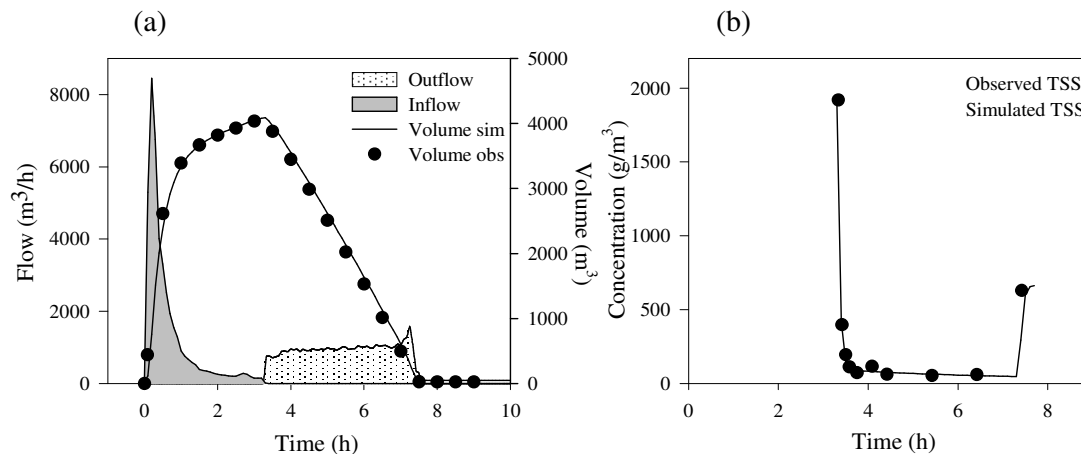 (a)
(b)
Flow (m³/h)
8000
6000
4000
2000
0
Outflow
Inflow
Volume sim
Volume obs
5000
4000
3000
2000
1000
0
Volume (m³)
0
2
4
6
8
10
Time (h)
Concentration (g/m³)
2000
1500
1000
500
0
Observed TSS
Simulated TSS
0
2
4
6
8
Time (h)